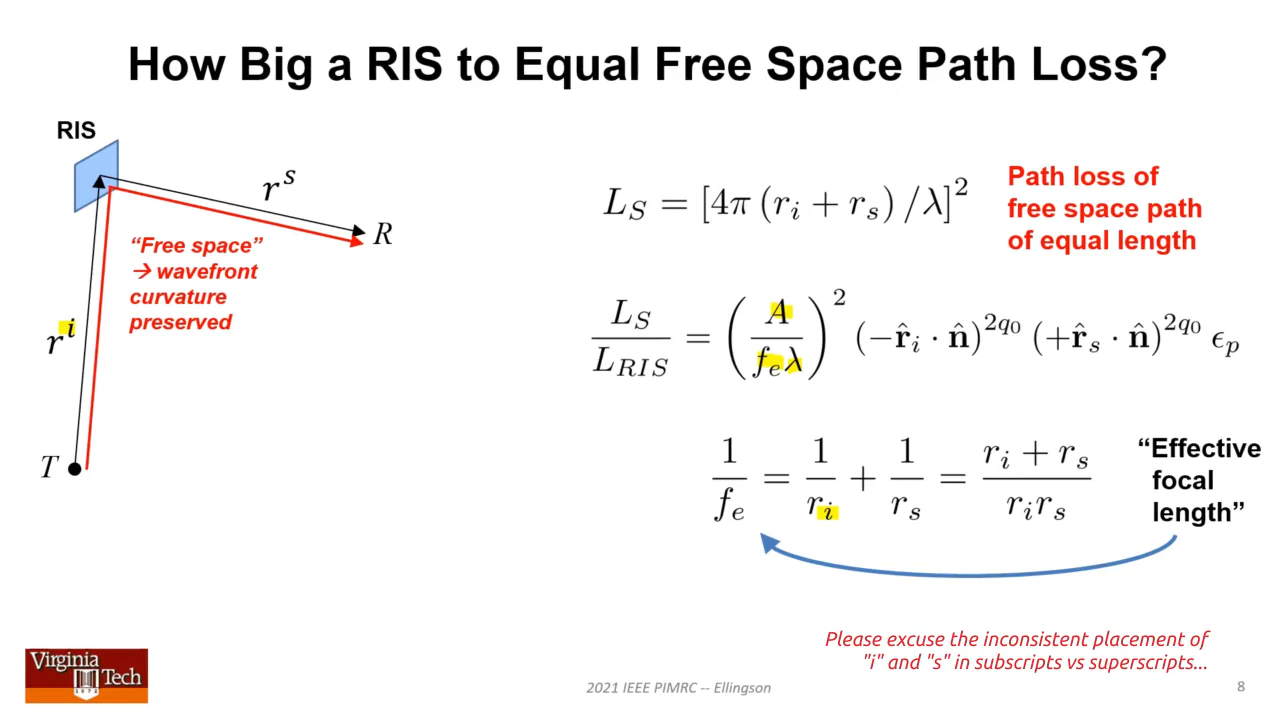 How Big a RIS to Equal Free Space Path Loss?
RIS
r^s
R
"Free space"
→ wavefront
curvature
preserved
r^i
T
L_S = [4π (r_i + r_s) /λ]^2
Path loss of
free space path
of equal length
L_S / L_{RIS} = (A / f_e λ)^2 (−r̂_i · n̂)^{2q_0} (+r̂_s · n̂)^{2q_0} ϵ_p
1/f_e = 1/r_i + 1/r_s = (r_i + r_s)/(r_i r_s)
"Effective
focal
length"
Please excuse the inconsistent placement of
"i" and "s" in subscripts vs superscripts...
Virginia
Tech
1872
2021 IEEE PIMRC -- Ellingson
8